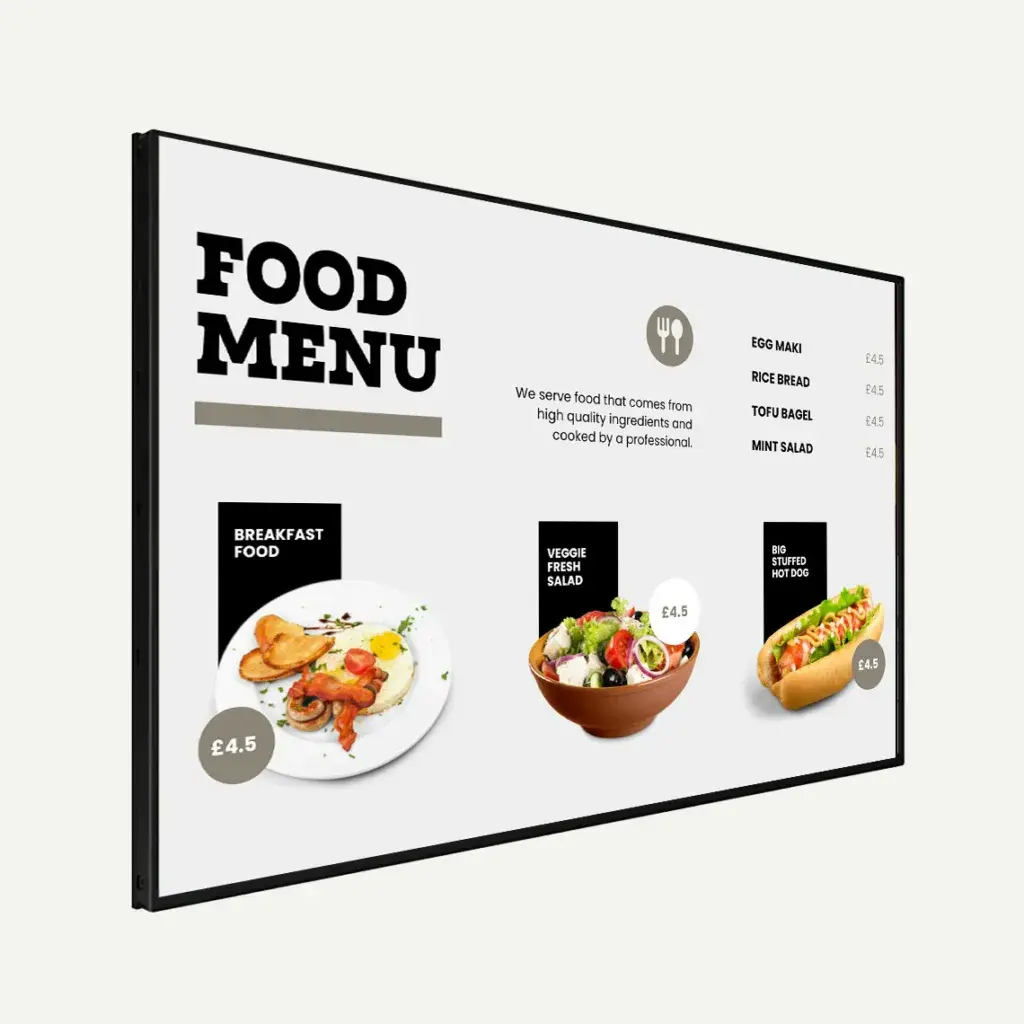 FOOD
MENU
We serve food that comes from
high quality ingredients and
cooked by a professional.
EGG MAKI £4.5
RICE BREAD £4.5
TOFU BAGEL £4.5
MINT SALAD £4.5
BREAKFAST
FOOD
£4.5
VEGGIE
FRESH
SALAD
£4.5
BIG
STUFFED
HOT DOG
£4.5